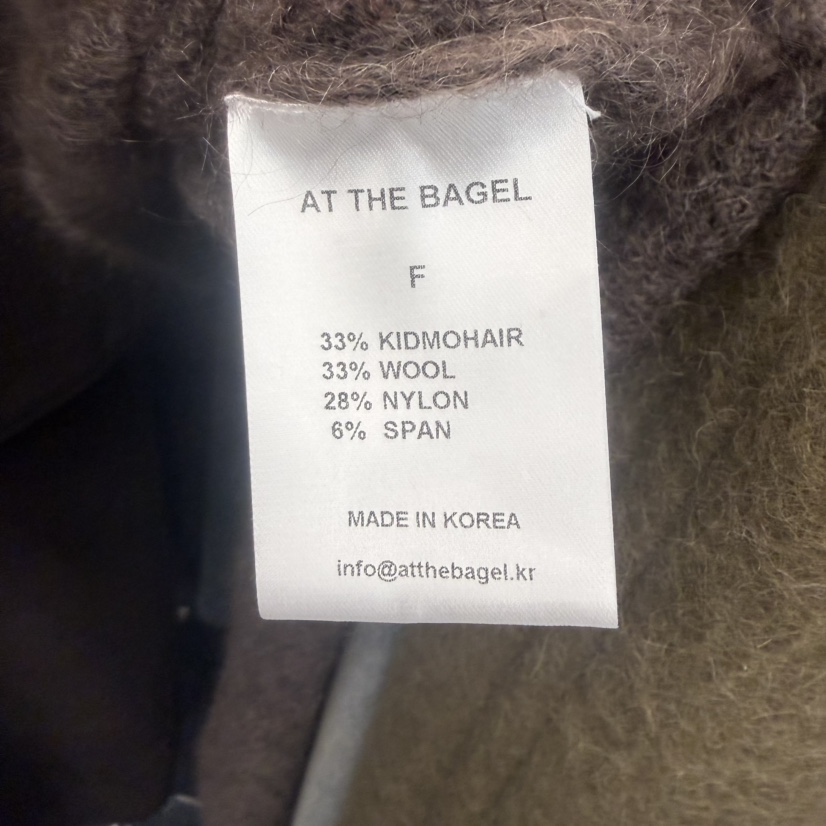 AT THE BAGEL
F
33% KIDMOHAIR
33% WOOL
28% NYLON
6% SPAN
MADE IN KOREA
info@atthebagel.kr